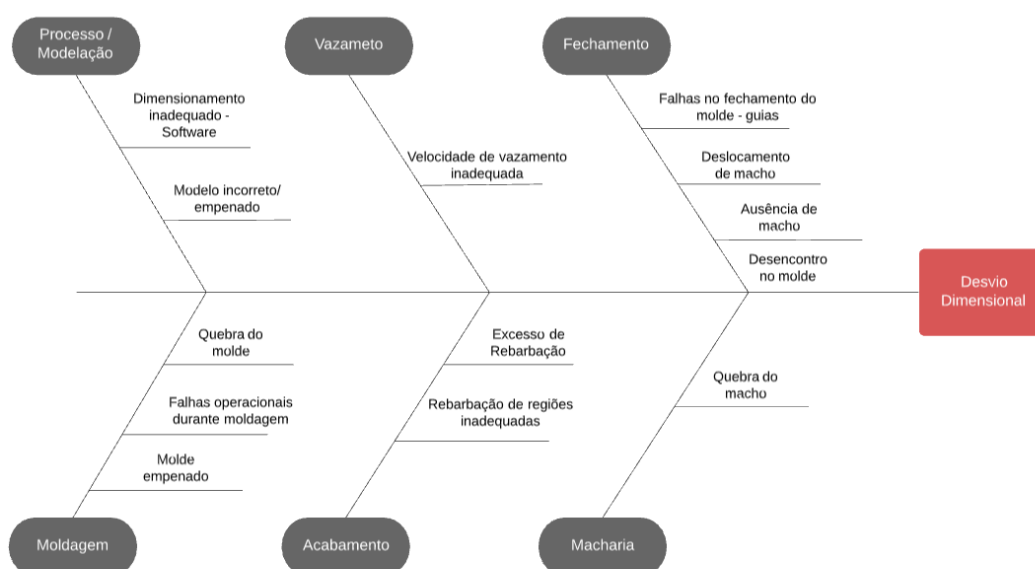 Processo /
Modelação
Vazameto
Fechamento
Dimensionamento
inadequado -
Software
Modelo incorreto/
empenado
Velocidade de vazamento
inadequada
Falhas no fechamento do
molde - guias
Deslocamento
de macho
Ausência de
macho
Desencontro
no molde
Desvio
Dimensional
Quebra do
molde
Falhas operacionais
durante moldagem
Molde
empenado
Excesso de
Rebarbação
Rebarbação de regiões
inadequadas
Quebra do
macho
Moldagem
Acabamento
Macharia